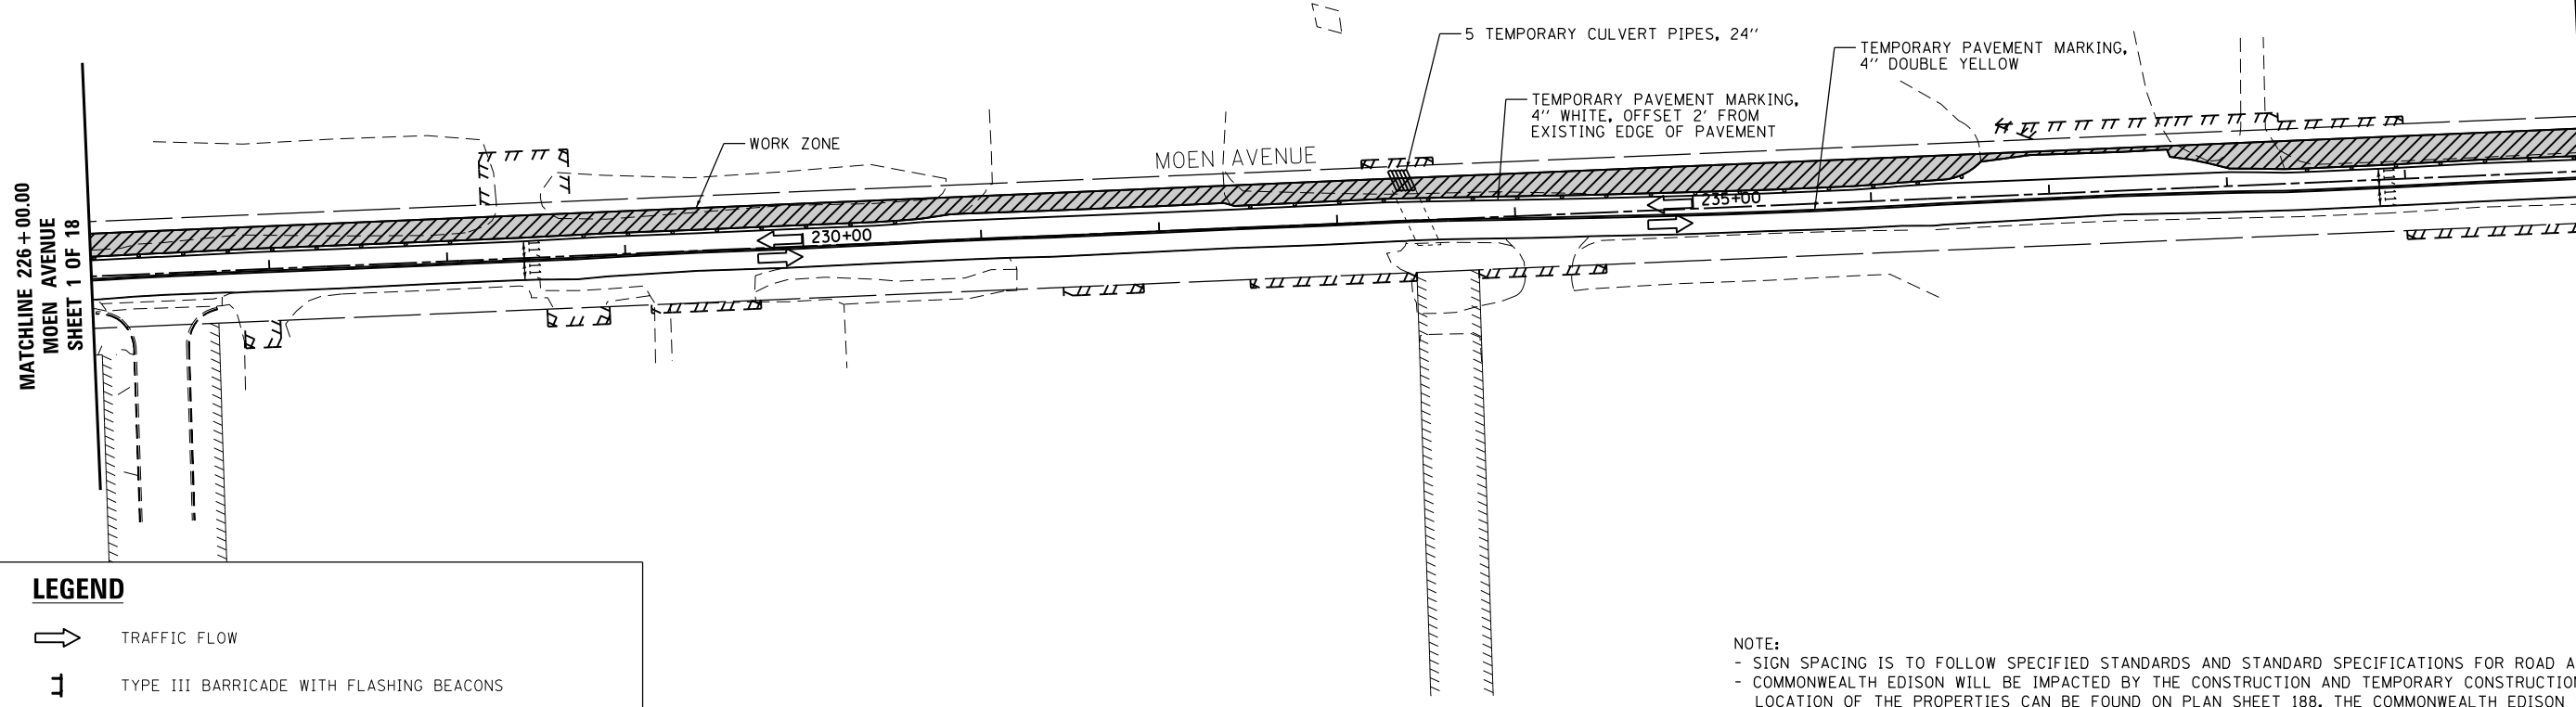 5 TEMPORARY CULVERT PIPES, 24"
TEMPORARY PAVEMENT MARKING,
4" DOUBLE YELLOW
TEMPORARY PAVEMENT MARKING,
4" WHITE, OFFSET 2' FROM
EXISTING EDGE OF PAVEMENT
WORK ZONE
MOEN AVENUE
235+00
230+00
MATCHLINE 226+00.00
MOEN AVENUE
SHEET 1 OF 18
LEGEND
TRAFFIC FLOW
TYPE III BARRICADE WITH FLASHING BEACONS
NOTE:
- SIGN SPACING IS TO FOLLOW SPECIFIED STANDARDS AND STANDARD SPECIFICATIONS FOR ROAD A
- COMMONWEALTH EDISON WILL BE IMPACTED BY THE CONSTRUCTION AND TEMPORARY CONSTRUCTION
LOCATION OF THE PROPERTIES CAN BE FOUND ON PLAN SHEET 188. THE COMMONWEALTH EDISON